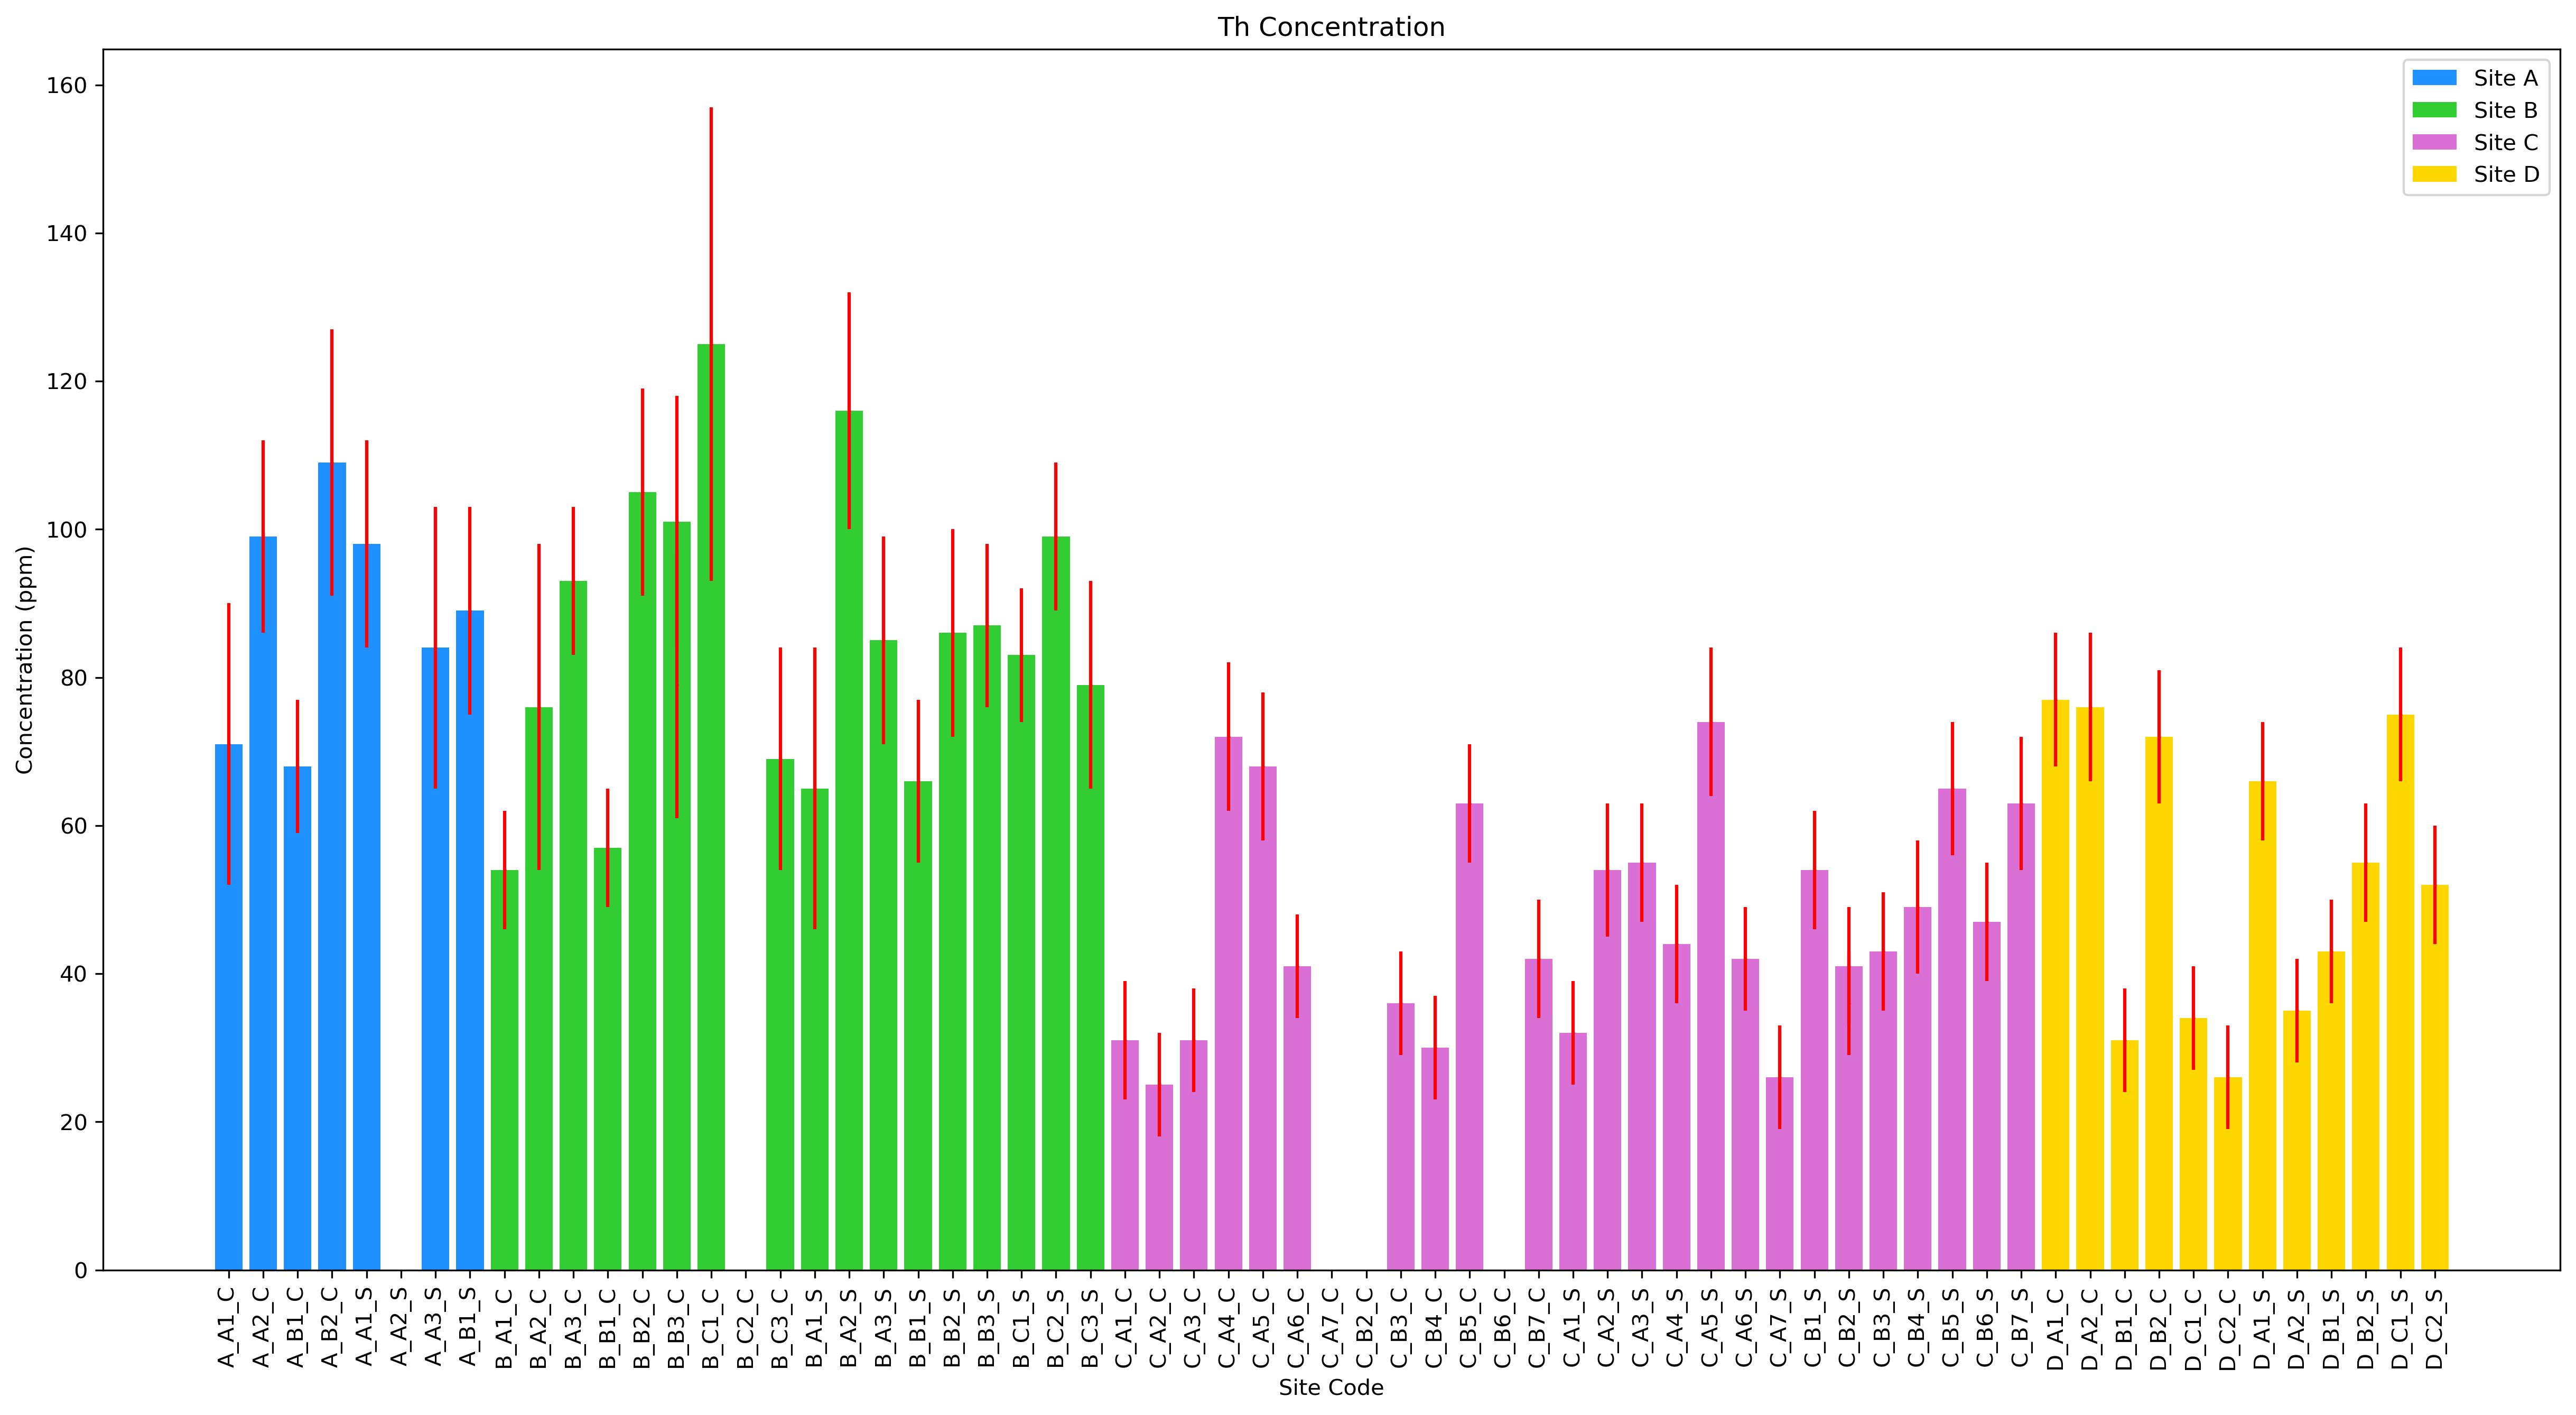 Th Concentration
Concentration (ppm)
160
140
120
100
80
60
40
20
0
Site A
Site B
Site C
Site D
A_A1_C
A_A2_C
A_B1_C
A_B2_C
A_A1_S
A_A2_S
A_A3_S
A_B1_S
B_A1_C
B_A2_C
B_A3_C
B_B1_C
B_B2_C
B_B3_C
B_C1_C
B_C2_C
B_C3_C
B_A1_S
B_A2_S
B_A3_S
B_B1_S
B_B2_S
B_B3_S
B_C1_S
B_C2_S
B_C3_S
C_A1_C
C_A2_C
C_A3_C
C_A4_C
C_A5_C
C_A6_C
C_A7_C
C_B2_C
C_B3_C
C_B4_C
C_B5_C
C_B6_C
C_B7_C
C_A1_S
C_A2_S
C_A3_S
C_A4_S
C_A5_S
C_A6_S
C_A7_S
C_B1_S
C_B2_S
C_B3_S
C_B4_S
C_B5_S
C_B6_S
C_B7_S
D_A1_C
D_A2_C
D_B1_C
D_B2_C
D_C1_C
D_C2_C
D_A1_S
D_A2_S
D_B1_S
D_B2_S
D_C1_S
D_C2_S
Site Code